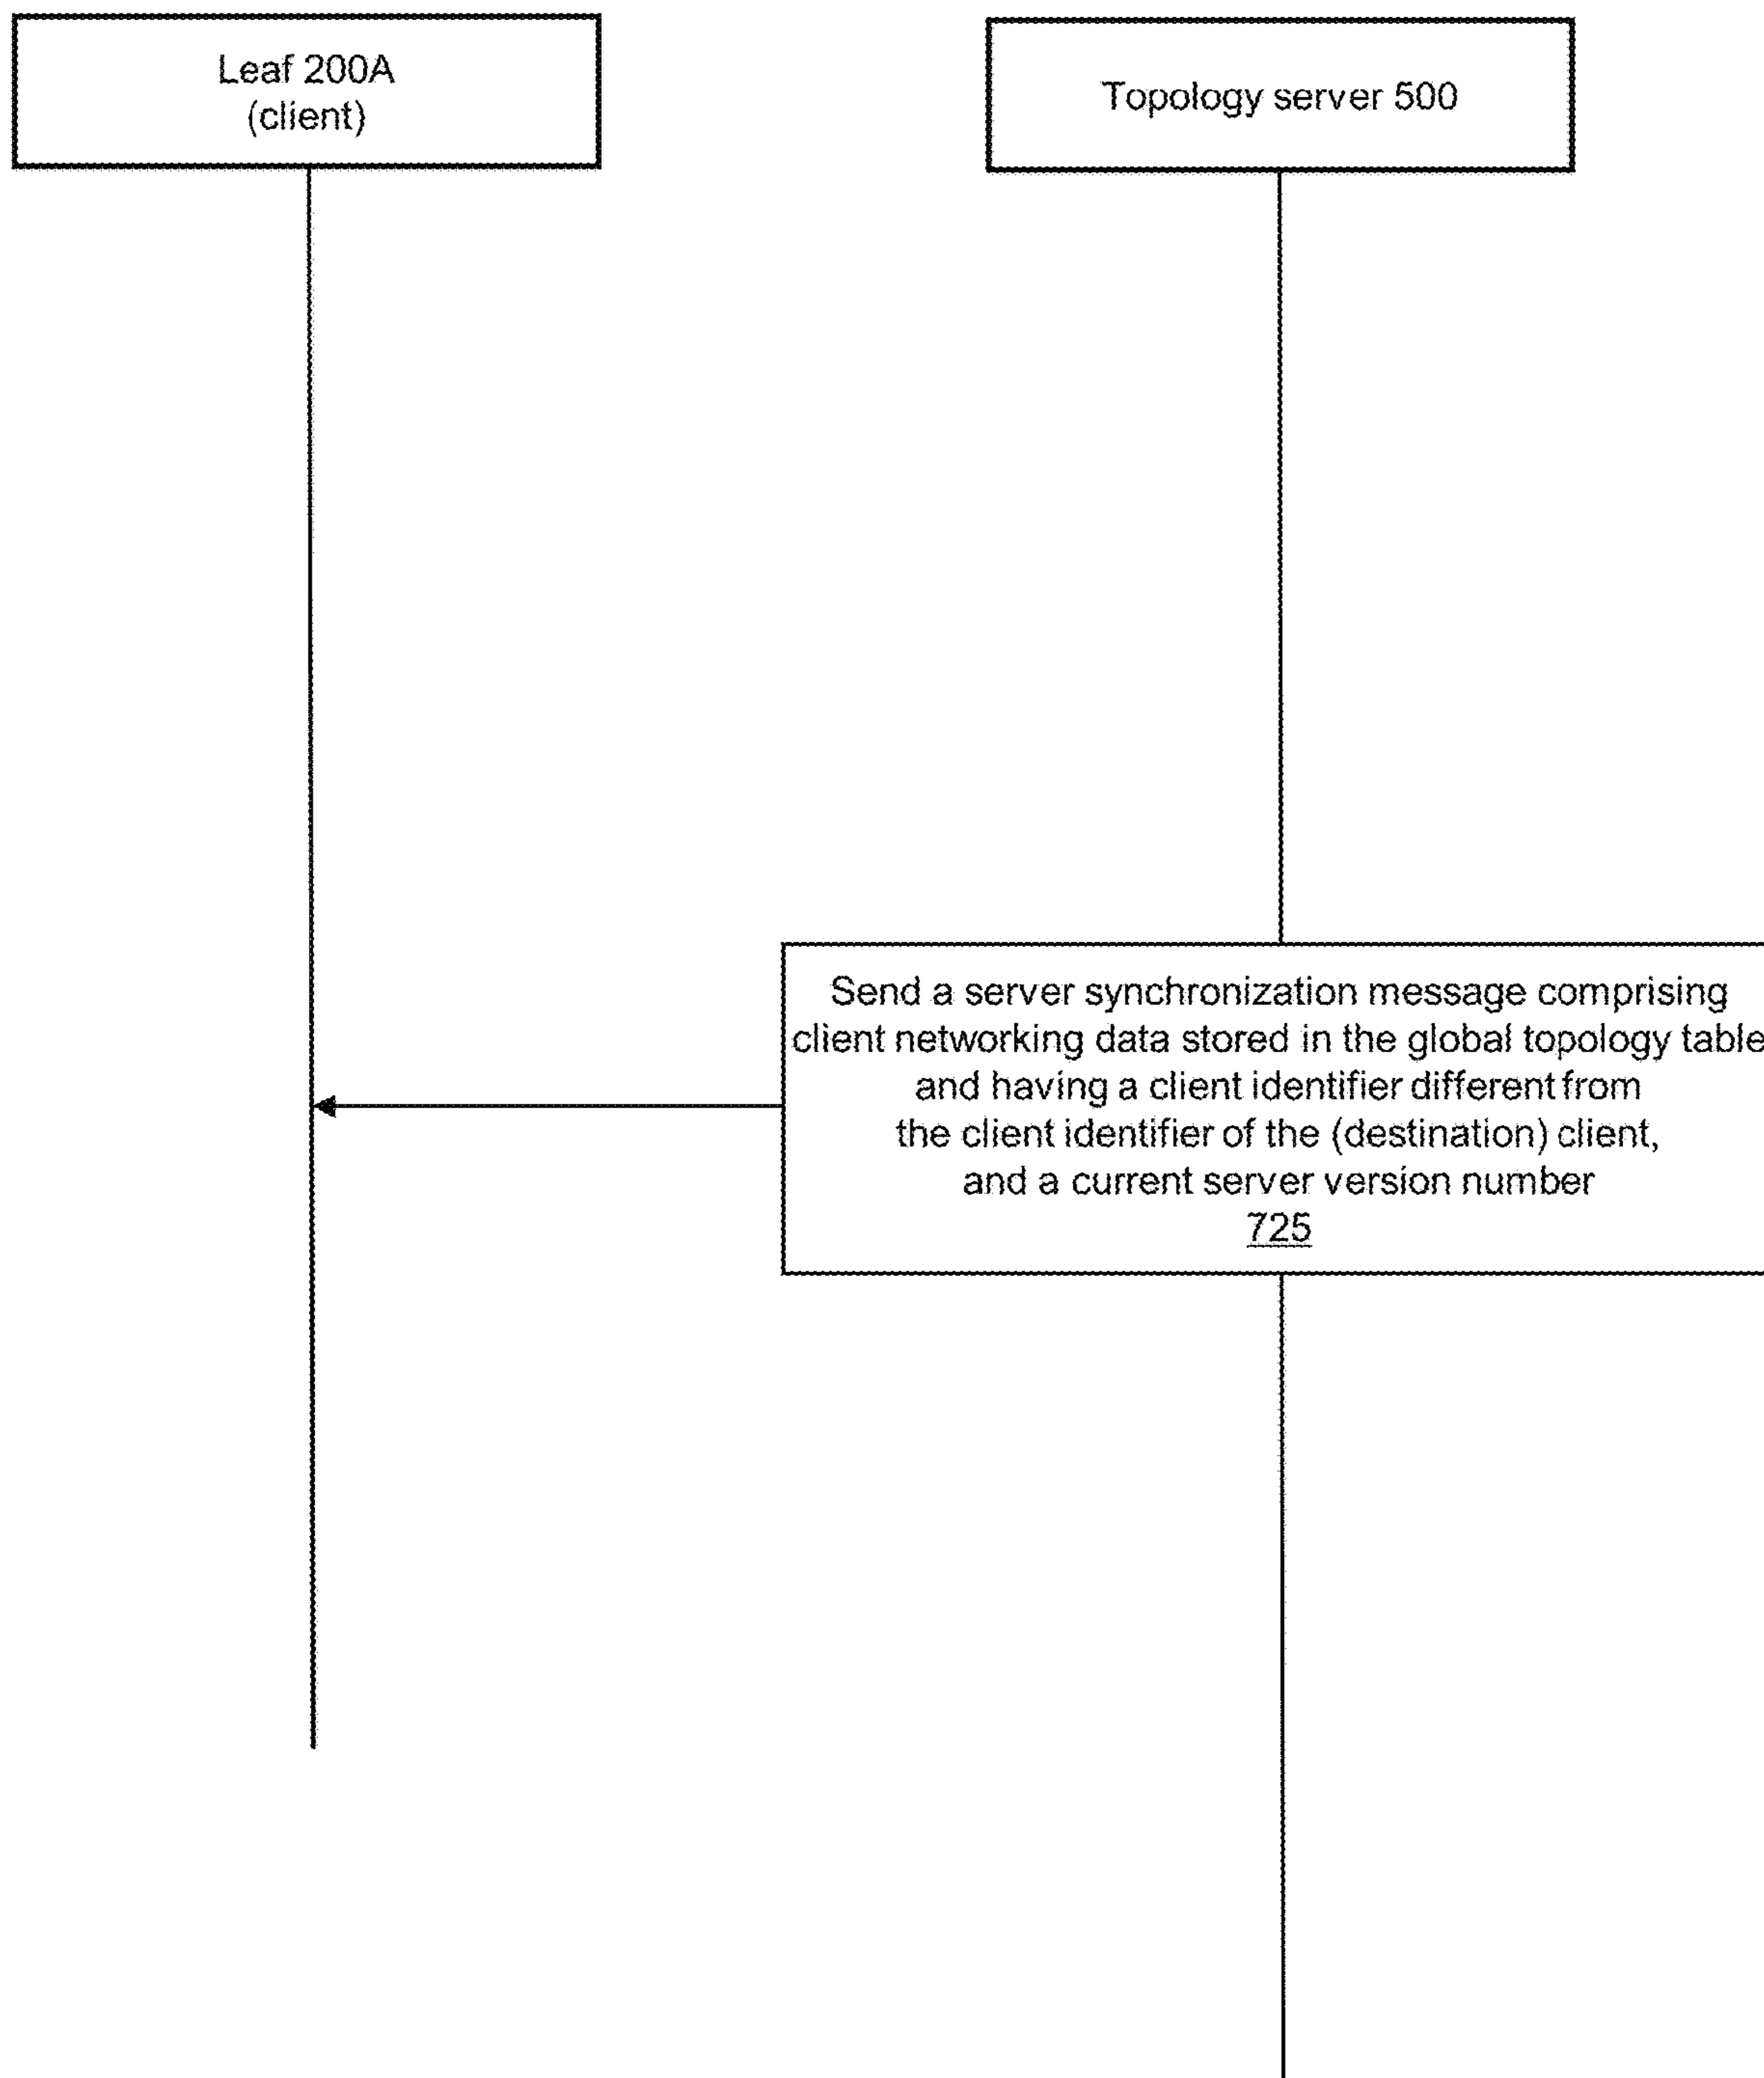 Leaf 200A
(client)
Topology server 500
Send a server synchronization message comprising
client networking data stored in the global topology table
and having a client identifier different from
the client identifier of the (destination) client,
and a current server version number
725